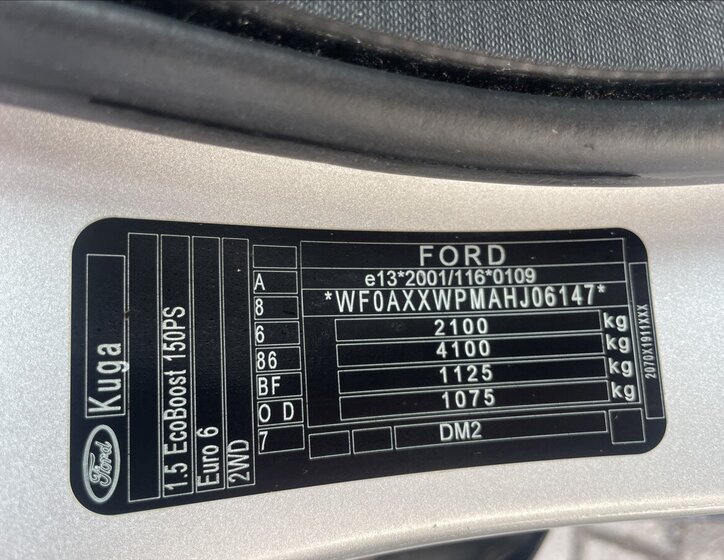 Ford
Kuga
1.5 EcoBoost 150PS
Euro 6
2WD
A
8
6
86
BF
O D
7
FORD
e13*2001/116*0109
*WF0AXXWPMAHJ06147*
2100 kg
4100 kg
1125 kg
1075 kg
DM2
2070X1911XXX